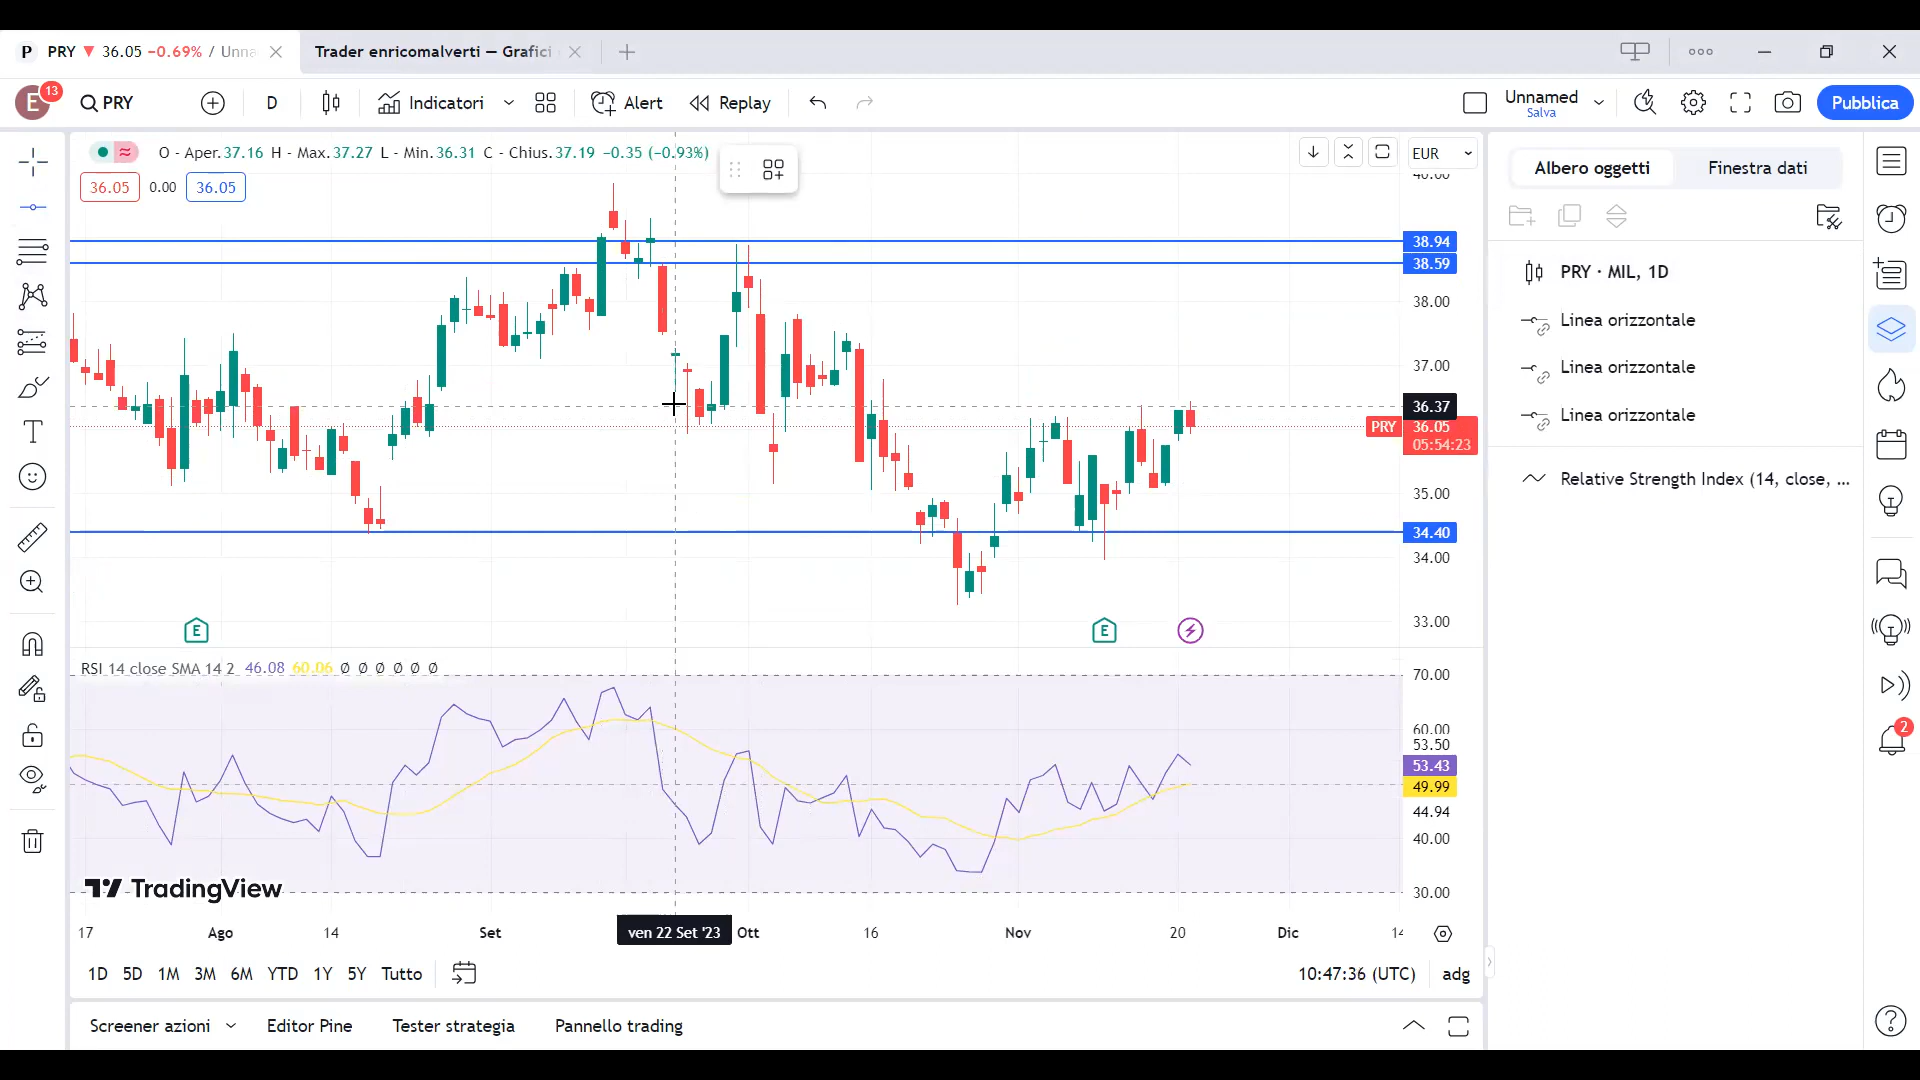 P PRY 36.05 −0.69% / Unna
Trader enricomalverti — Grafici
E 13 PRY D Indicatori Alert Replay Unnamed Salva Pubblica
O - Aper.37.16 H - Max.37.27 L - Min.36.31 C - Chius.37.19 −0.35 (−0.93%)
EUR
36.05 0.00 36.05
40.00
38.94
38.59
38.00
37.00
36.37
PRY 36.05
05:54:23
35.00
34.40
34.00
33.00
E E
RSI 14 close SMA 14 2 46.08 60.06 Ø Ø Ø Ø Ø Ø
70.00
60.00
53.50
53.43
49.99
44.94
40.00
30.00
TradingView
17 Ago 14 Set ven 22 Set '23 Ott 16 Nov 20 Dic 14
1D 5D 1M 3M 6M YTD 1Y 5Y Tutto 10:47:36 (UTC) adg
Screener azioni Editor Pine Tester strategia Pannello trading
Albero oggetti Finestra dati
PRY · MIL, 1D
Linea orizzontale
Linea orizzontale
Linea orizzontale
Relative Strength Index (14, close, ...
2